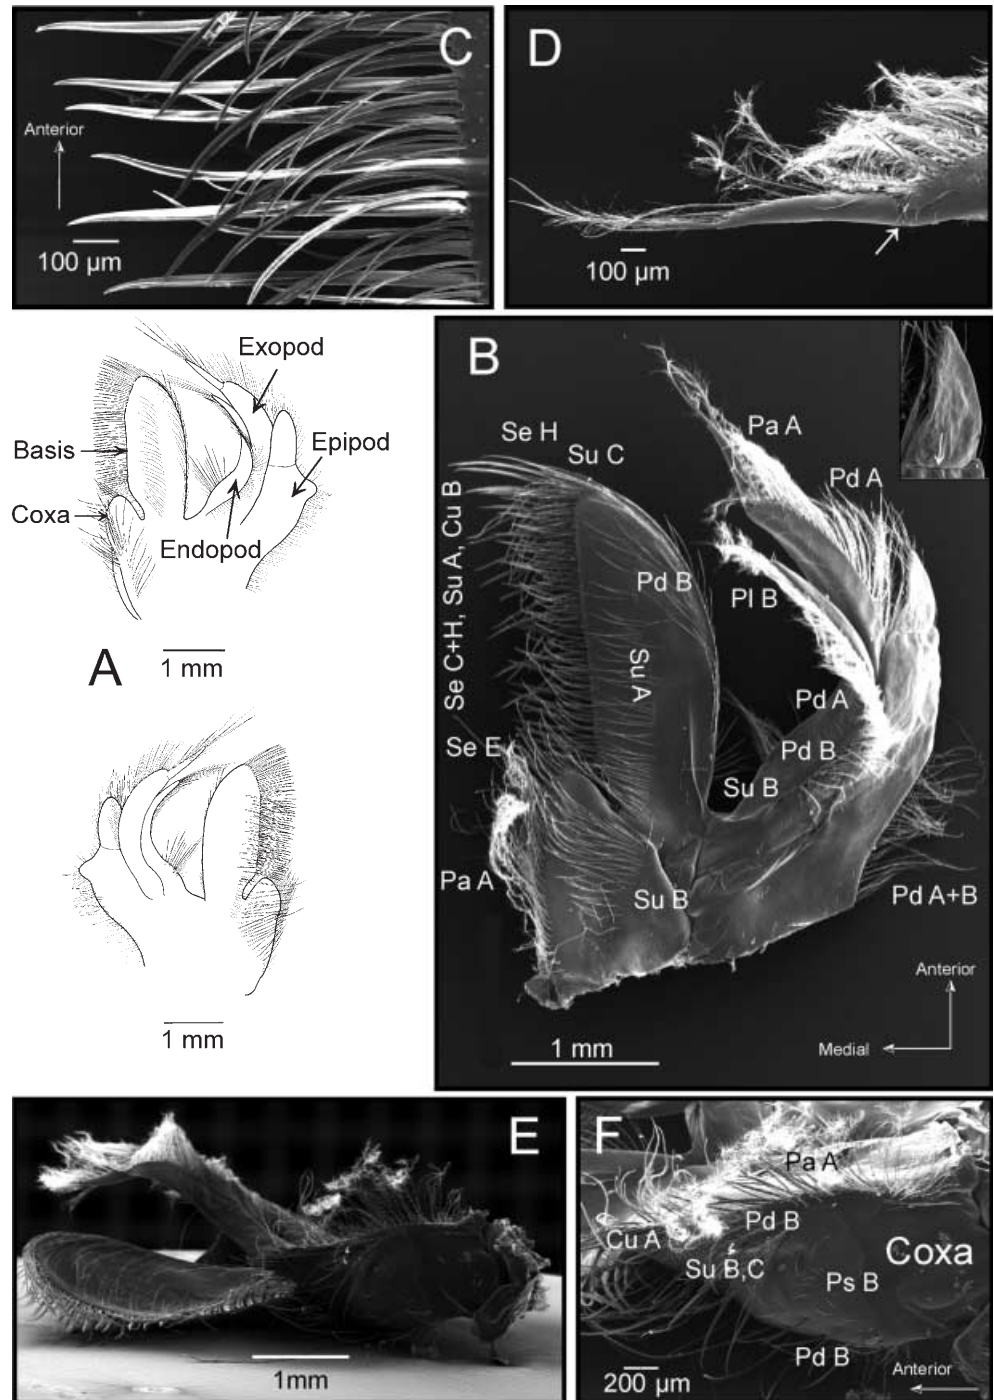 C
Anterior
100 µm
D
100 µm
Exopod
Basis
Epipod
Coxa
Endopod
A
1 mm
1 mm
B
Se H
Su C
Pa A
Pd A
Se C+H, Su A, Cu B
Pd B
Pl B
Su A
Pd A
Se E
Pd B
Su B
Pa A
Su B
Pd A+B
Anterior
Medial
1 mm
E
1mm
F
Pa A
Pd B
Cu A
Su B,C
Coxa
Ps B
Pd B
Anterior
200 µm